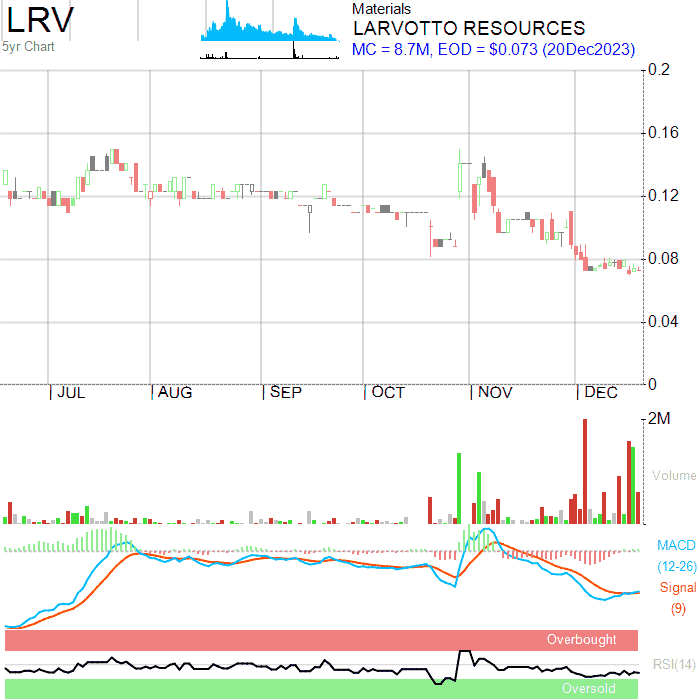 LRV
5yr Chart
Materials
LARVOTTO RESOURCES
MC = 8.7M, EOD = $0.073 (20Dec2023)
0.2
0.16
0.12
0.08
0.04
0
JUL AUG SEP OCT NOV DEC
2M
Volume
MACD
(12-26)
Signal
(9)
Overbought
RSI(14)
Oversold